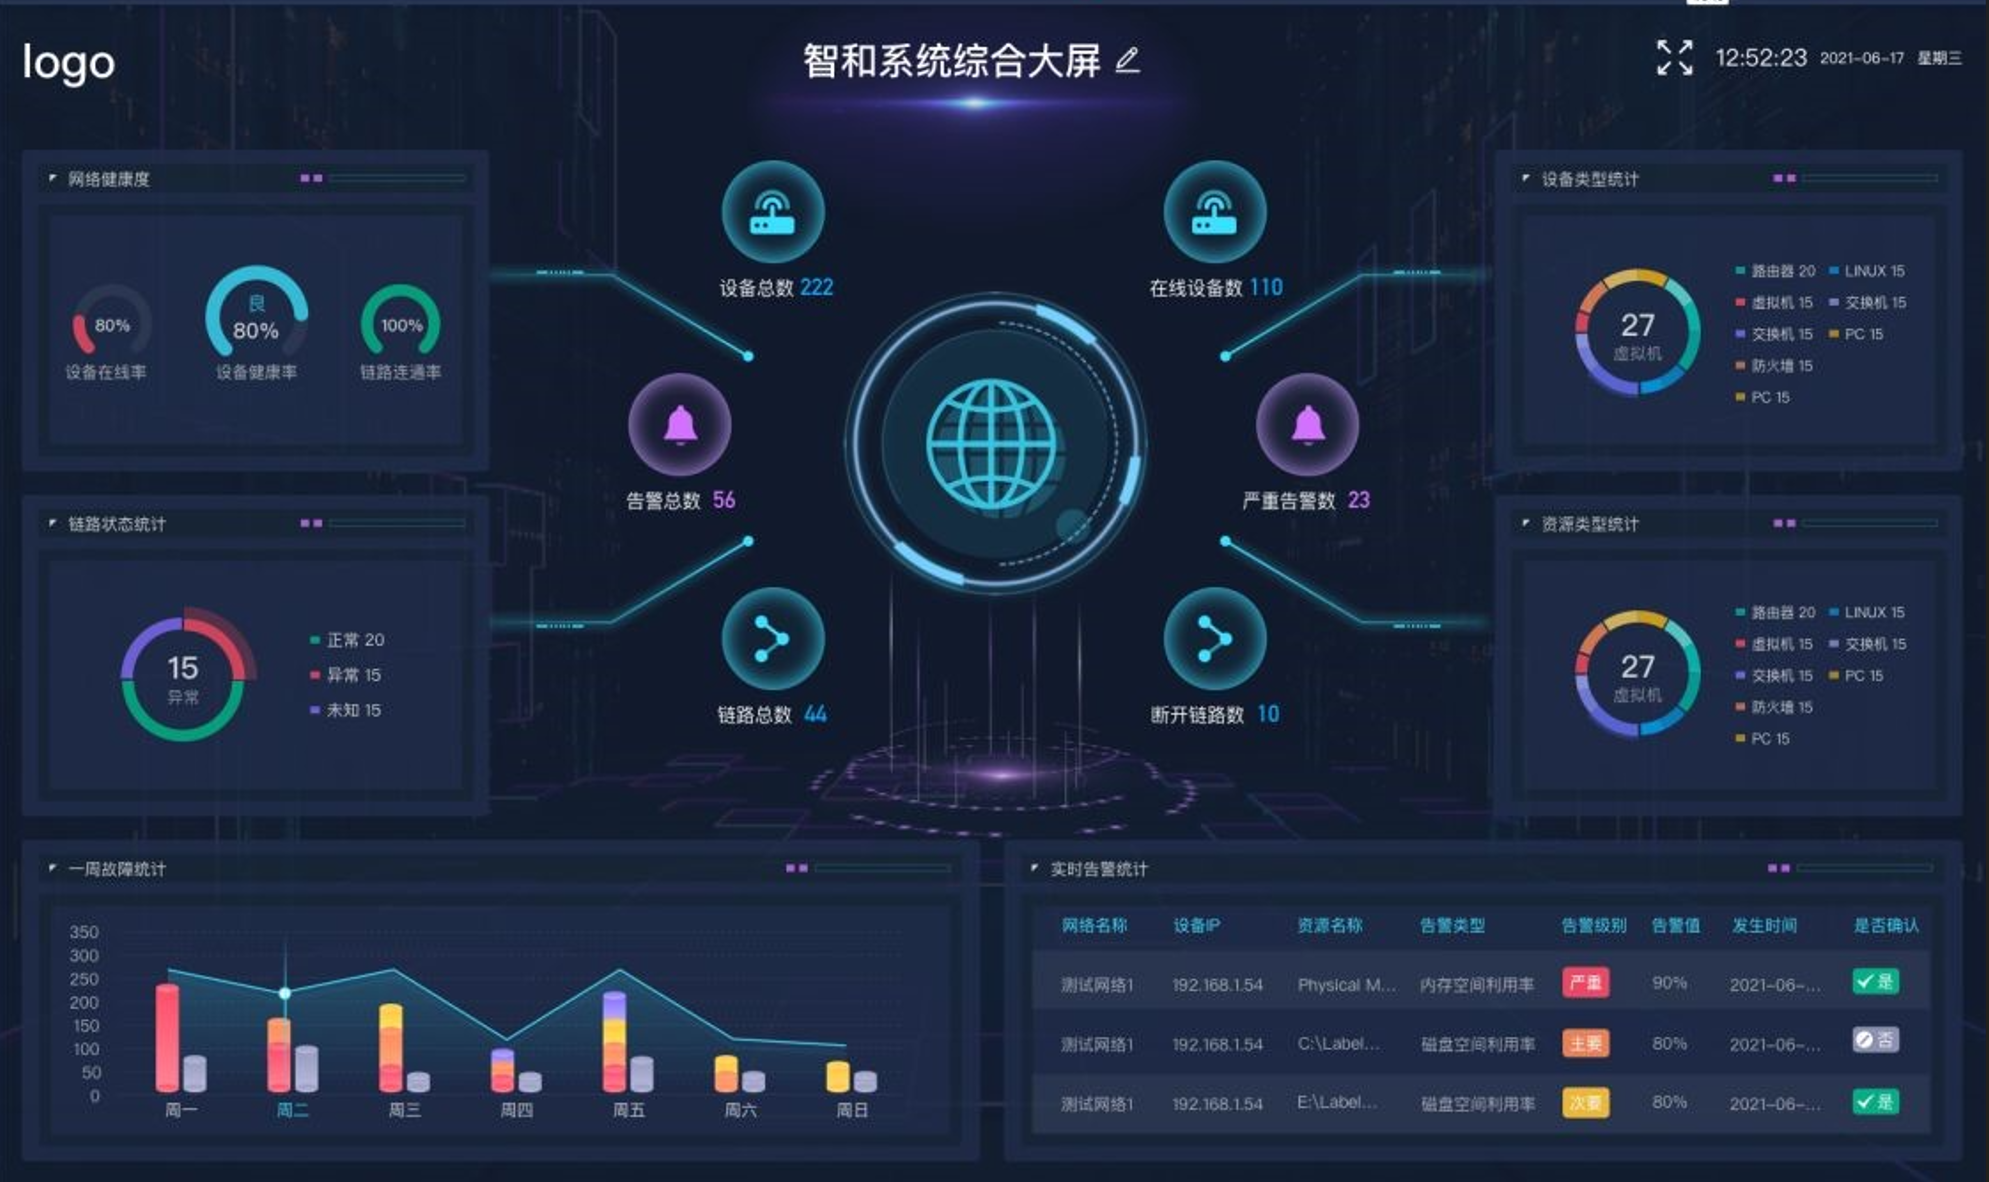 logo
智和系统综合大屏
12:52:23 2021-06-17 星期三
网络健康度
80%
设备在线率
良
80%
设备健康率
100%
链路连通率
链路状态统计
15
异常
正常 20
异常 15
未知 15
设备总数 222
在线设备数 110
告警总数 56
严重告警数 23
链路总数 44
断开链路数 10
设备类型统计
27
虚拟机
路由器 20 LINUX 15
虚拟机 15 交换机 15
交换机 15 PC 15
防火墙 15
PC 15
资源类型统计
27
虚拟机
路由器 20 LINUX 15
虚拟机 15 交换机 15
交换机 15 PC 15
防火墙 15
PC 15
一周故障统计
350
300
250
200
150
100
50
0
周一 周二 周三 周四 周五 周六 周日
实时告警统计
网络名称 设备IP 资源名称 告警类型 告警级别 告警值 发生时间 是否确认
测试网络1 192.168.1.54 Physical M... 内存空间利用率 严重 90% 2021-06-... 是
测试网络1 192.168.1.54 C:\Label... 磁盘空间利用率 主要 80% 2021-06-... 否
测试网络1 192.168.1.54 E:\Label... 磁盘空间利用率 次要 80% 2021-06-... 是